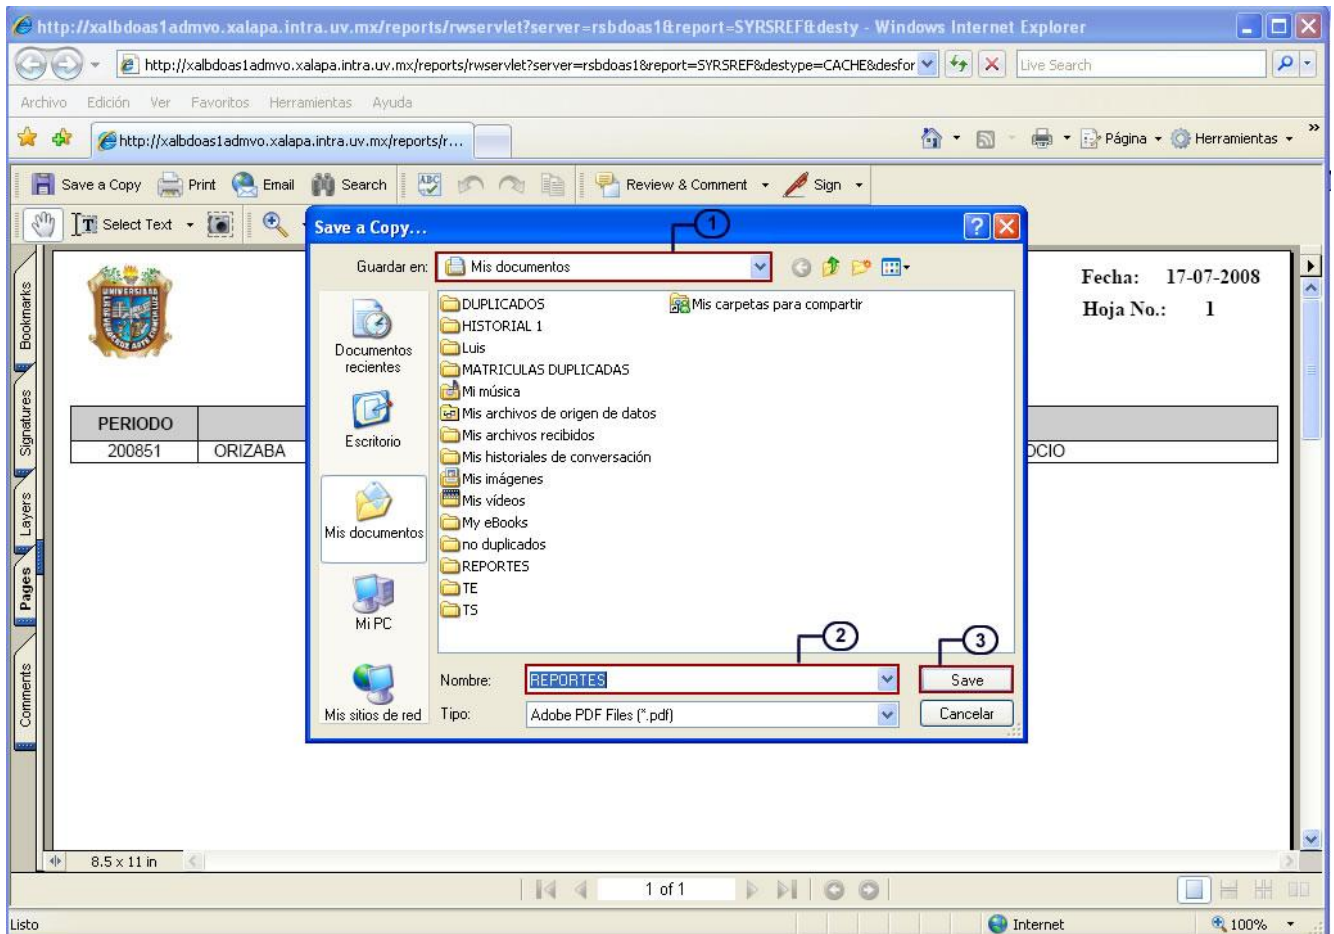 http://xalbdoas1admvo.xalapa.intra.uv.mx/reports/rwservlet?server=rsbdoas1&report=SYRSREF&desty - Windows Internet Explorer
http://xalbdoas1admvo.xalapa.intra.uv.mx/reports/rwservlet?server=rsbdoas1&report=SYRSREF&destype=CACHE&desfor
Live Search
Archivo Edición Ver Favoritos Herramientas Ayuda
http://xalbdoas1admvo.xalapa.intra.uv.mx/reports/r...
Página Herramientas »
Save a Copy Print Email Search ABC Review & Comment Sign
Select Text
Save a Copy...
1
Guardar en: Mis documentos
Fecha: 17-07-2008
Hoja No.: 1
Bookmarks
Signatures
Layers
Pages
Comments
PERIODO
200851 ORIZABA
OCIO
Documentos recientes
Escritorio
Mis documentos
Mi PC
Mis sitios de red
DUPLICADOS
HISTORIAL 1
Luis
MATRICULAS DUPLICADAS
Mi música
Mis archivos de origen de datos
Mis archivos recibidos
Mis historiales de conversación
Mis imágenes
Mis vídeos
My eBooks
no duplicados
REPORTES
TE
TS
Mis carpetas para compartir
2
3
Nombre: REPORTES
Save
Tipo: Adobe PDF Files (*.pdf)
Cancelar
8.5 x 11 in
1 of 1
Listo
Internet
100%